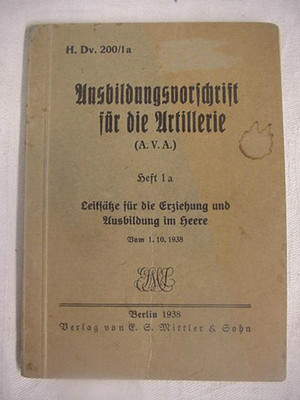 H. Dv. 200/1a
Ausbildungsvorschrift
für die Artillerie
(A. V. A.)
Heft 1a
Leitsätze für die Erziehung und
Ausbildung im Heere
Vom 1. 10. 1938
Berlin 1938
Verlag von E. S. Mittler & Sohn